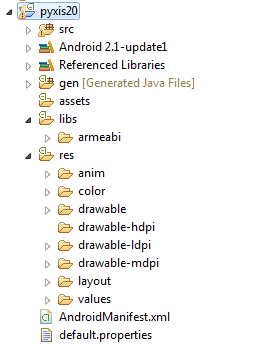 pyxis20
src
Android 2.1-update1
Referenced Libraries
gen [Generated Java Files]
assets
libs
armeabi
res
anim
color
drawable
drawable-hdpi
drawable-ldpi
drawable-mdpi
layout
values
AndroidManifest.xml
default.properties